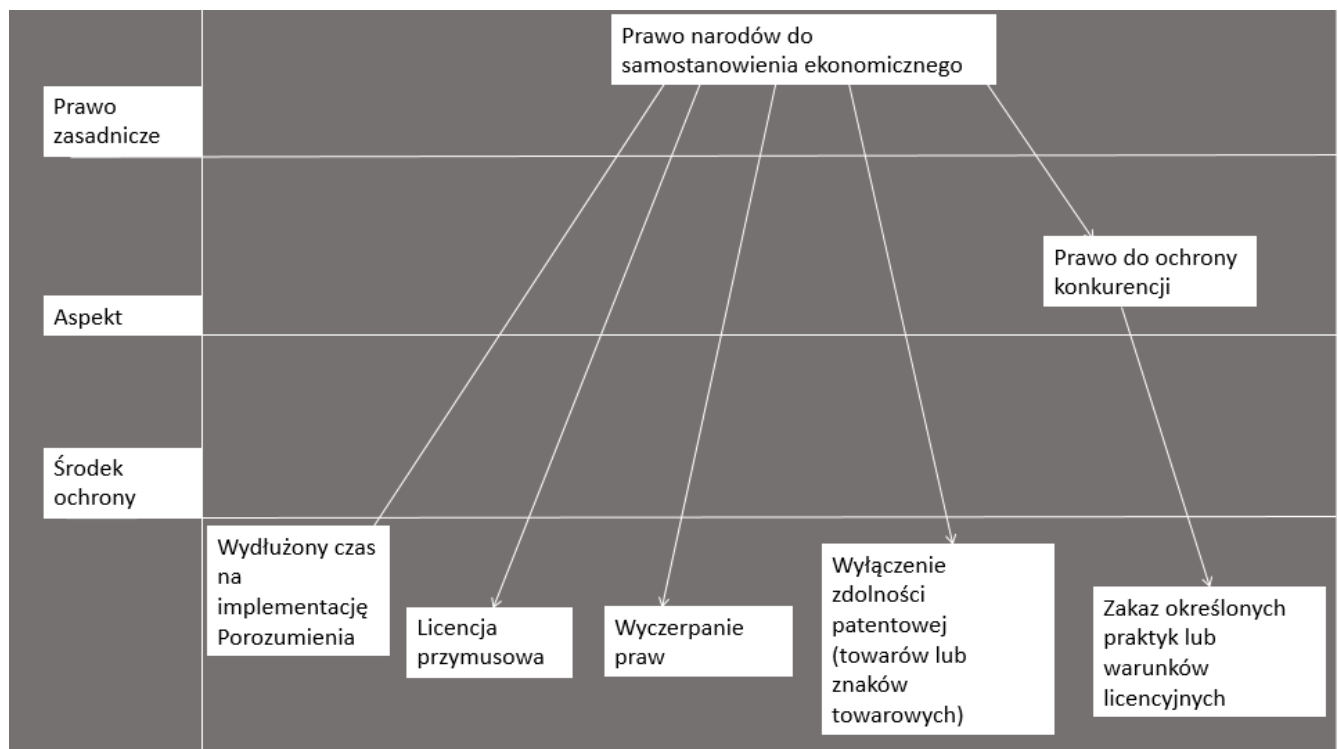 Prawo narodów do
samostanowienia ekonomicznego
Prawo
zasadnicze
Prawo do ochrony
konkurencji
Aspekt
Środek
ochrony
Wydłużony czas
na
implementację
Porozumienia
Licencja
przymusowa
Wyczerpanie
praw
Wyłączenie
zdolności
patentowej
(towarów lub
znaków
towarowych)
Zakaz określonych
praktyk lub
warunków
licencyjnych